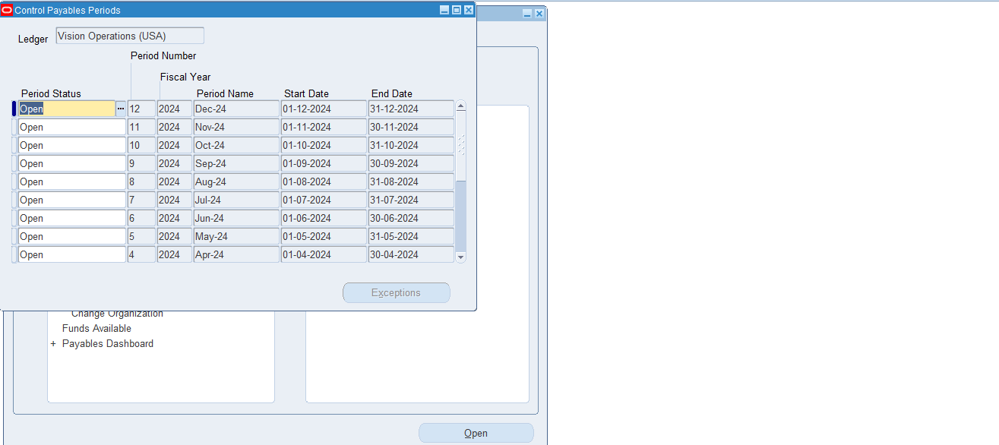 Control Payables Periods
Ledger Vision Operations (USA)
Period Number
Fiscal Year
Period Status Period Name Start Date End Date
Open ... 12 2024 Dec-24 01-12-2024 31-12-2024
Open 11 2024 Nov-24 01-11-2024 30-11-2024
Open 10 2024 Oct-24 01-10-2024 31-10-2024
Open 9 2024 Sep-24 01-09-2024 30-09-2024
Open 8 2024 Aug-24 01-08-2024 31-08-2024
Open 7 2024 Jul-24 01-07-2024 31-07-2024
Open 6 2024 Jun-24 01-06-2024 30-06-2024
Open 5 2024 May-24 01-05-2024 31-05-2024
Open 4 2024 Apr-24 01-04-2024 30-04-2024
Exceptions
Change Organization
Funds Available
+ Payables Dashboard
Open